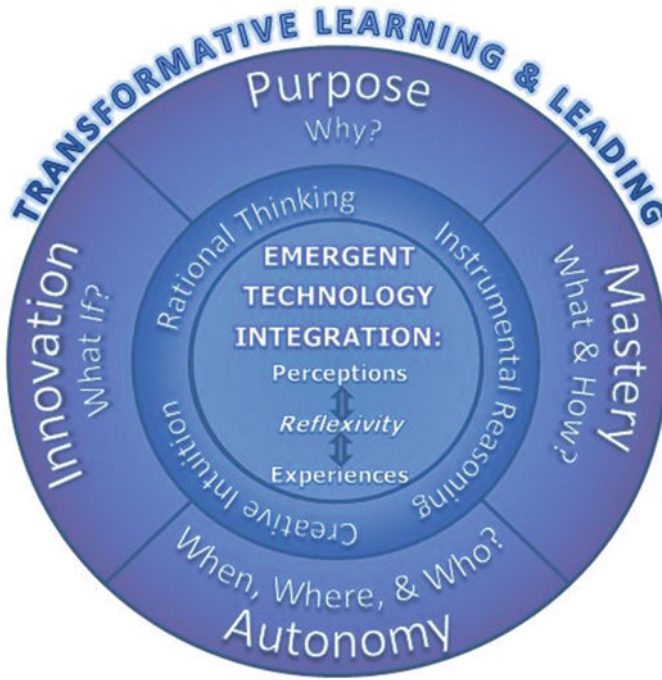 TRANSFORMATIVE LEARNING & LEADING
Purpose
Why?
Mastery
What & How?
When, Where, & Who?
Autonomy
Innovation
What If?
Rational Thinking
Instrumental Reasoning
Creative Intuition
EMERGENT
TECHNOLOGY
INTEGRATION:
Perceptions
Reflexivity
Experiences